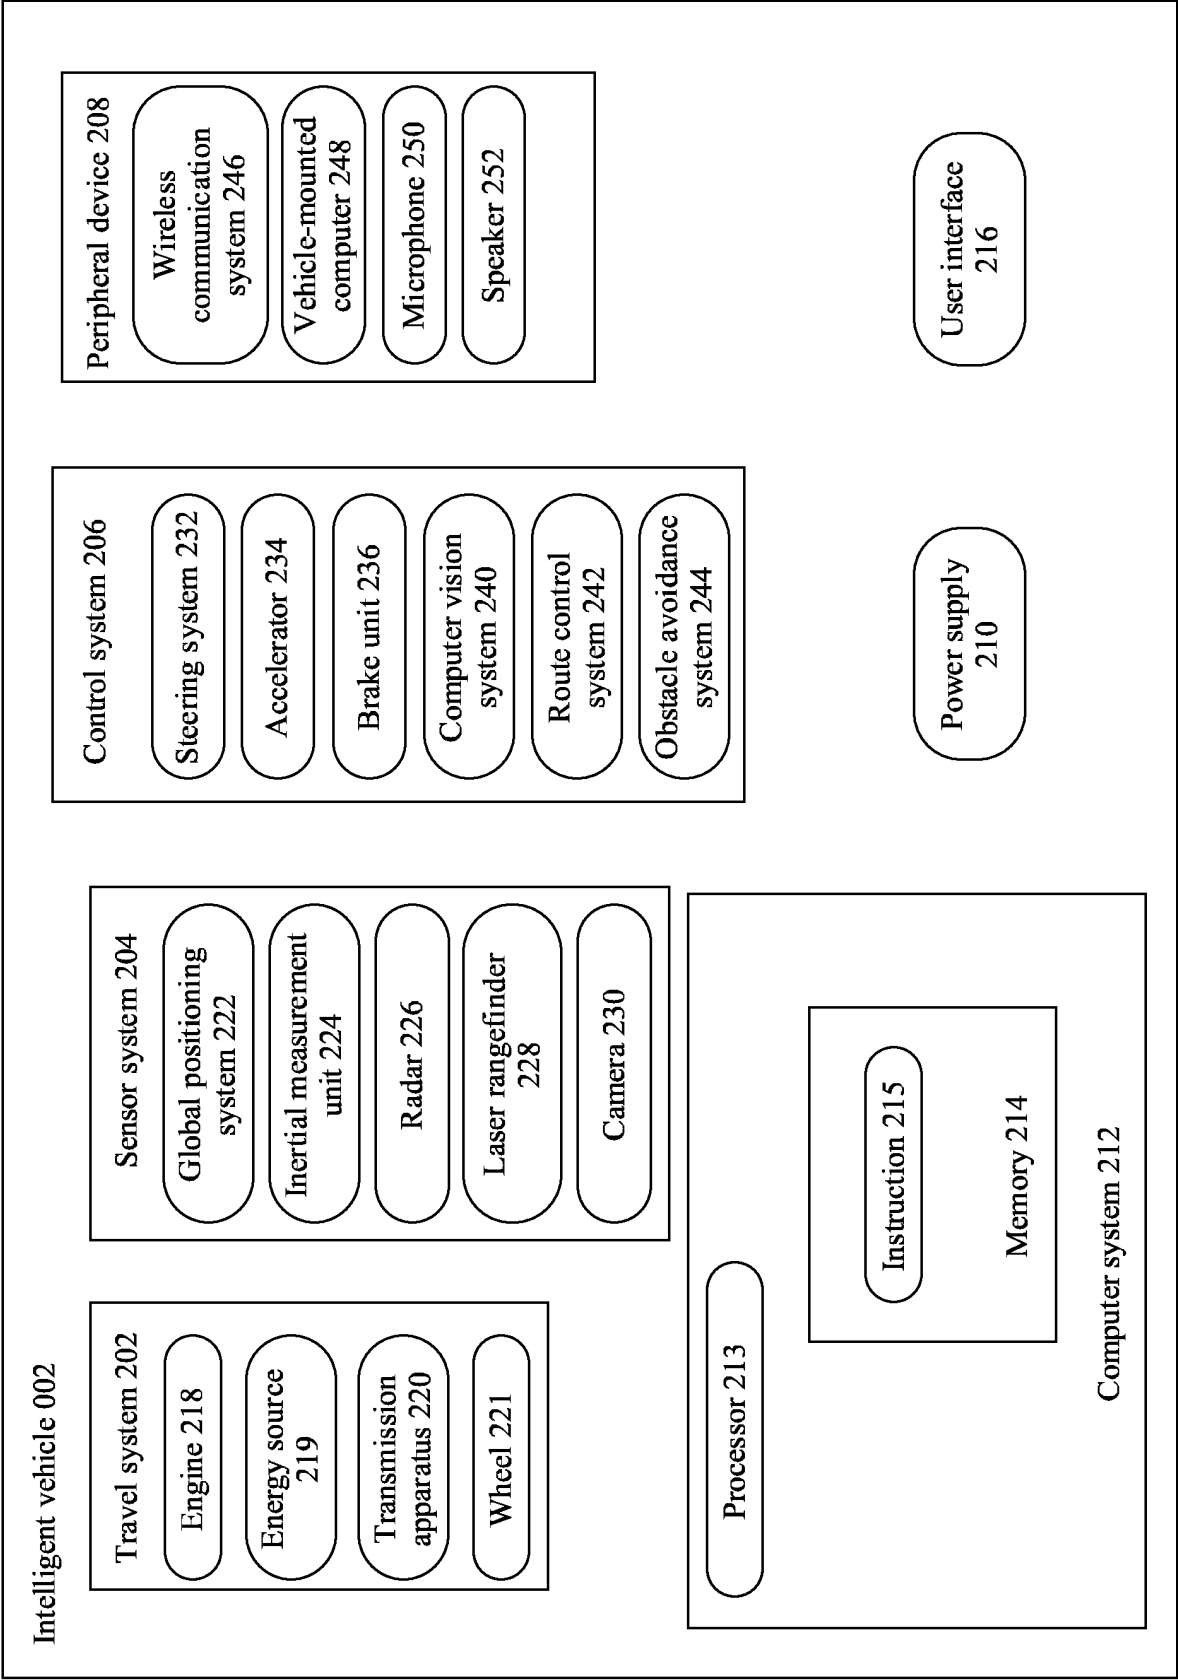 Intelligent vehicle 002
Travel system 202
Engine 218
Energy source
219
Transmission
apparatus 220
Wheel 221
Sensor system 204
Global positioning
system 222
Inertial measurement
unit 224
Radar 226
Laser rangefinder
228
Camera 230
Control system 206
Steering system 232
Accelerator 234
Brake unit 236
Computer vision
system 240
Route control
system 242
Obstacle avoidance
system 244
Peripheral device 208
Wireless
communication
system 246
Vehicle-mounted
computer 248
Microphone 250
Speaker 252
Processor 213
Instruction 215
Memory 214
Computer system 212
Power supply
210
User interface
216